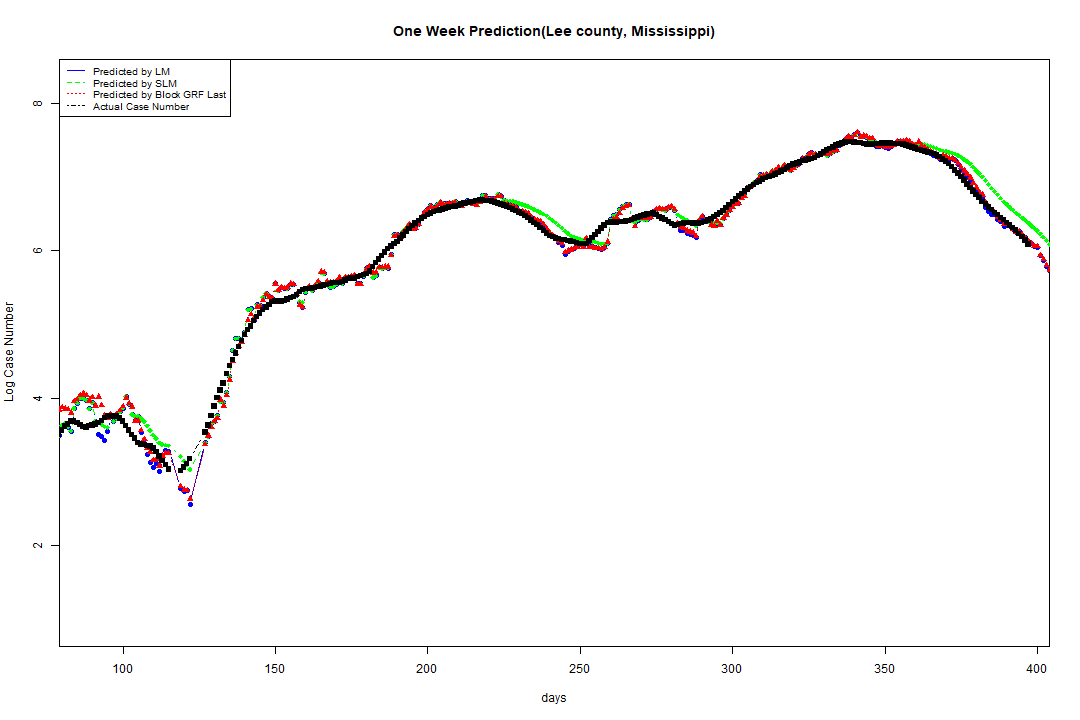 One Week Prediction(Lee county, Mississippi)
Predicted by LM
Predicted by SLM
Predicted by Block GRF Last
Actual Case Number
8
6
4
2
Log Case Number
100 150 200 250 300 350 400
days